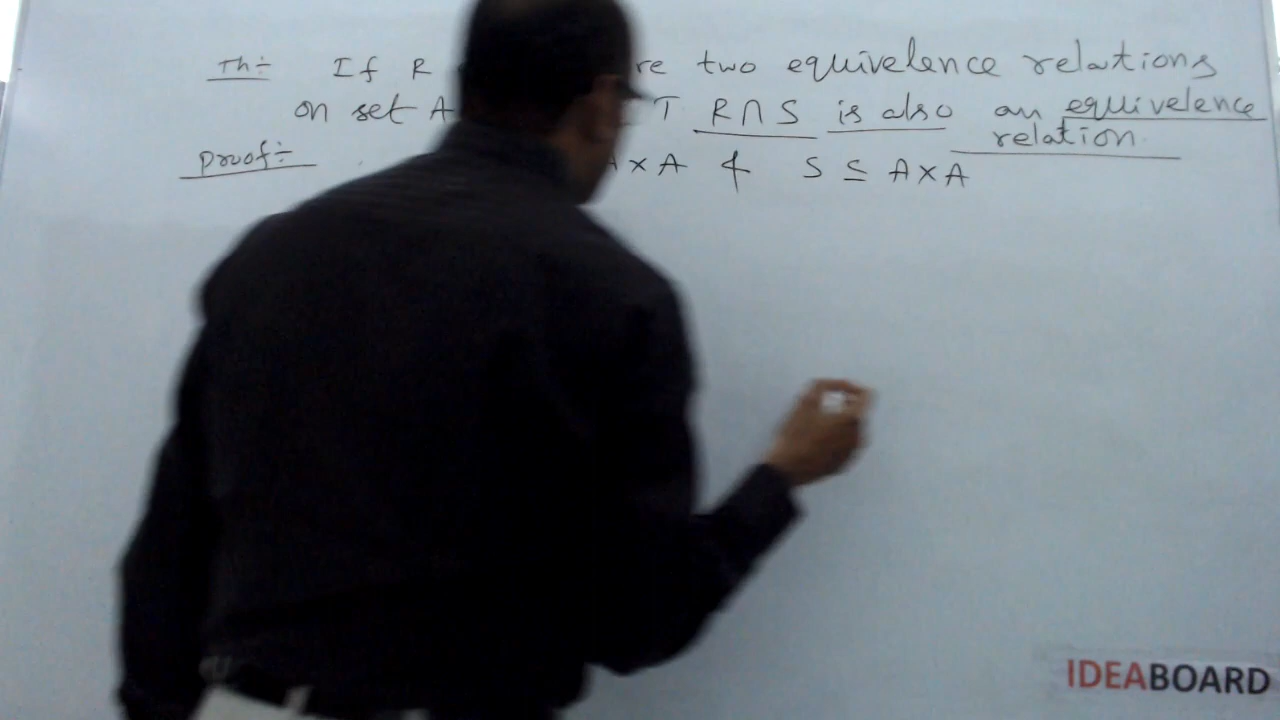 Th:- If R re two equivelence relations
on set A T R∩S is also an equivelence
relation.
Proof:- A×A & S ⊆ A×A
IDEABOARD